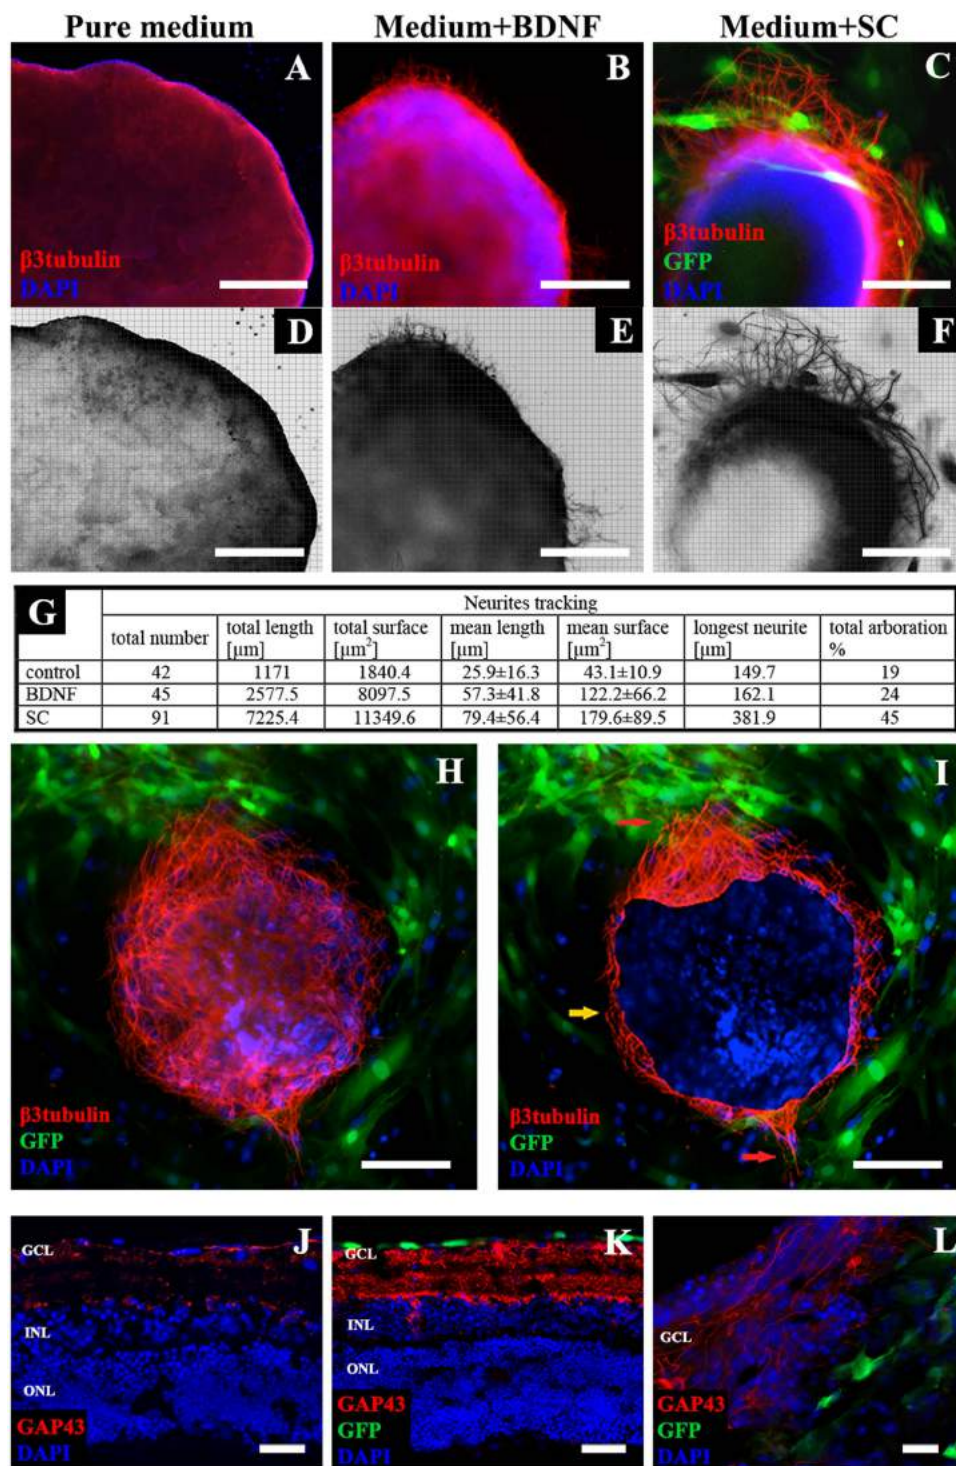 Pure medium Medium+BDNF Medium+SC
A B C
β3tubulin β3tubulin β3tubulin
DAPI DAPI GFP
DAPI
D E F
G Neurites tracking
total number total length [μm] total surface [μm²] mean length [μm] mean surface [μm²] longest neurite [μm] total arboration %
control 42 1171 1840.4 25.9±16.3 43.1±10.9 149.7 19
BDNF 45 2577.5 8097.5 57.3±41.8 122.2±66.2 162.1 24
SC 91 7225.4 11349.6 79.4±56.4 179.6±89.5 381.9 45
H I
β3tubulin β3tubulin
GFP GFP
DAPI DAPI
J K L
GCL GCL GCL
INL INL
ONL ONL
GAP43 GAP43 GAP43
DAPI GFP GFP
DAPI DAPI